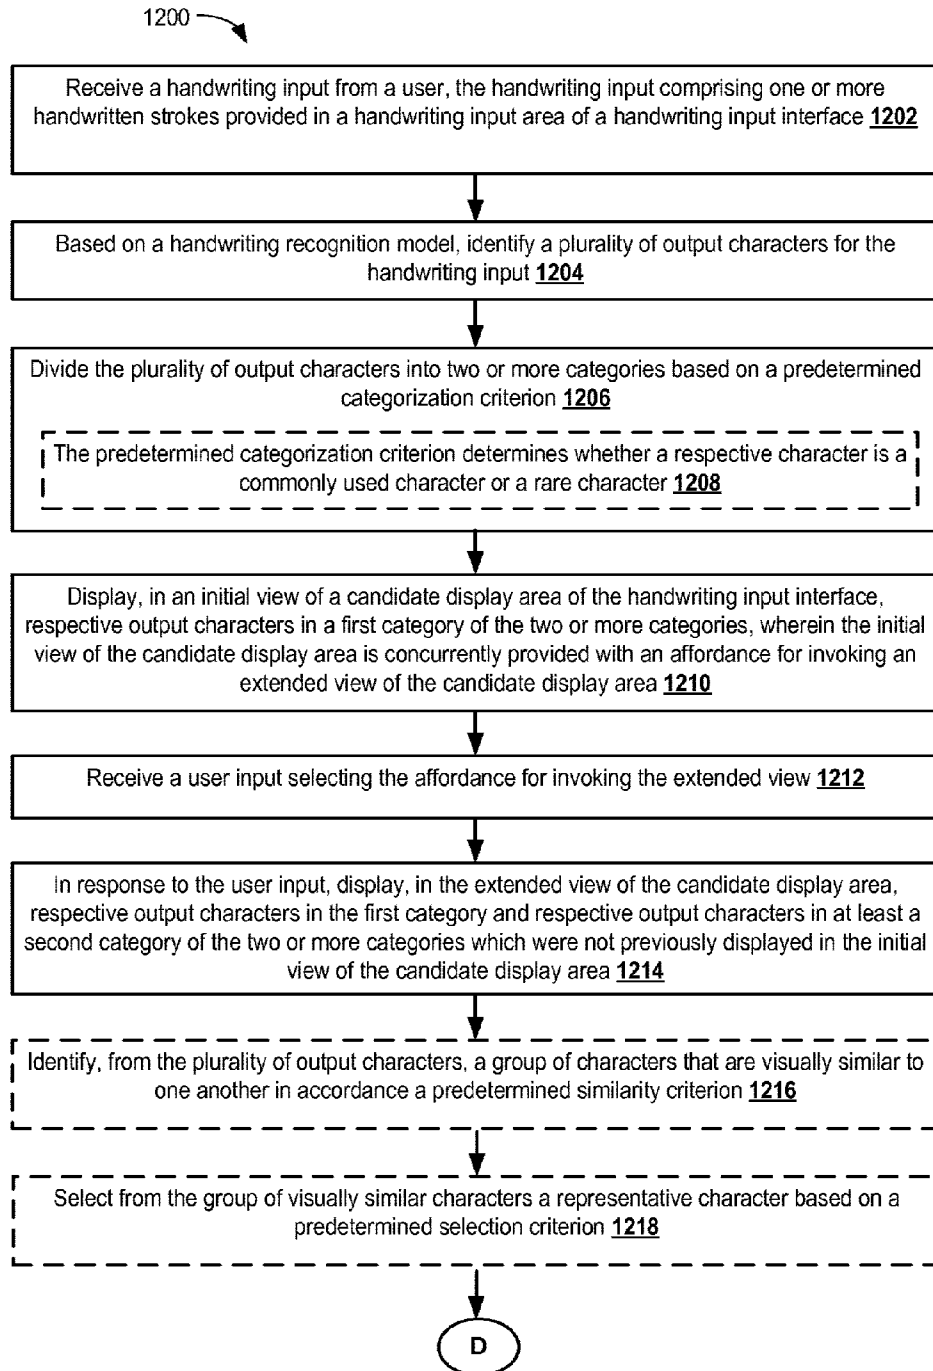 1200
Receive a handwriting input from a user, the handwriting input comprising one or more
handwritten strokes provided in a handwriting input area of a handwriting input interface 1202
Based on a handwriting recognition model, identify a plurality of output characters for the
handwriting input 1204
Divide the plurality of output characters into two or more categories based on a predetermined
categorization criterion 1206
The predetermined categorization criterion determines whether a respective character is a
commonly used character or a rare character 1208
Display, in an initial view of a candidate display area of the handwriting input interface,
respective output characters in a first category of the two or more categories, wherein the initial
view of the candidate display area is concurrently provided with an affordance for invoking an
extended view of the candidate display area 1210
Receive a user input selecting the affordance for invoking the extended view 1212
In response to the user input, display, in the extended view of the candidate display area,
respective output characters in the first category and respective output characters in at least a
second category of the two or more categories which were not previously displayed in the initial
view of the candidate display area 1214
Identify, from the plurality of output characters, a group of characters that are visually similar to
one another in accordance a predetermined similarity criterion 1216
Select from the group of visually similar characters a representative character based on a
predetermined selection criterion 1218
D